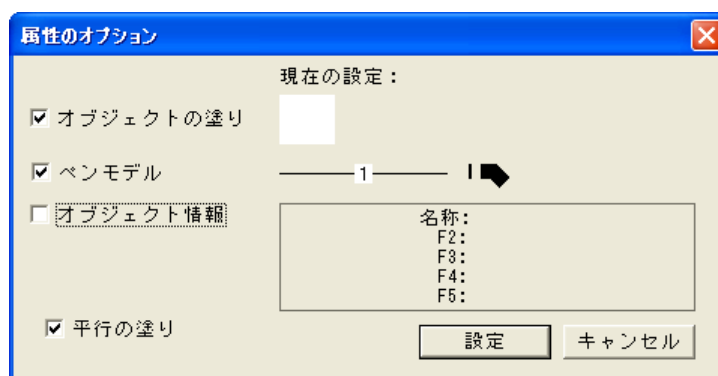 属性のオプション
現在の設定：
オブジェクトの塗り
ペンモデル
1
オブジェクト情報
名称:
F2:
F3:
F4:
F5:
平行の塗り
設定
キャンセル